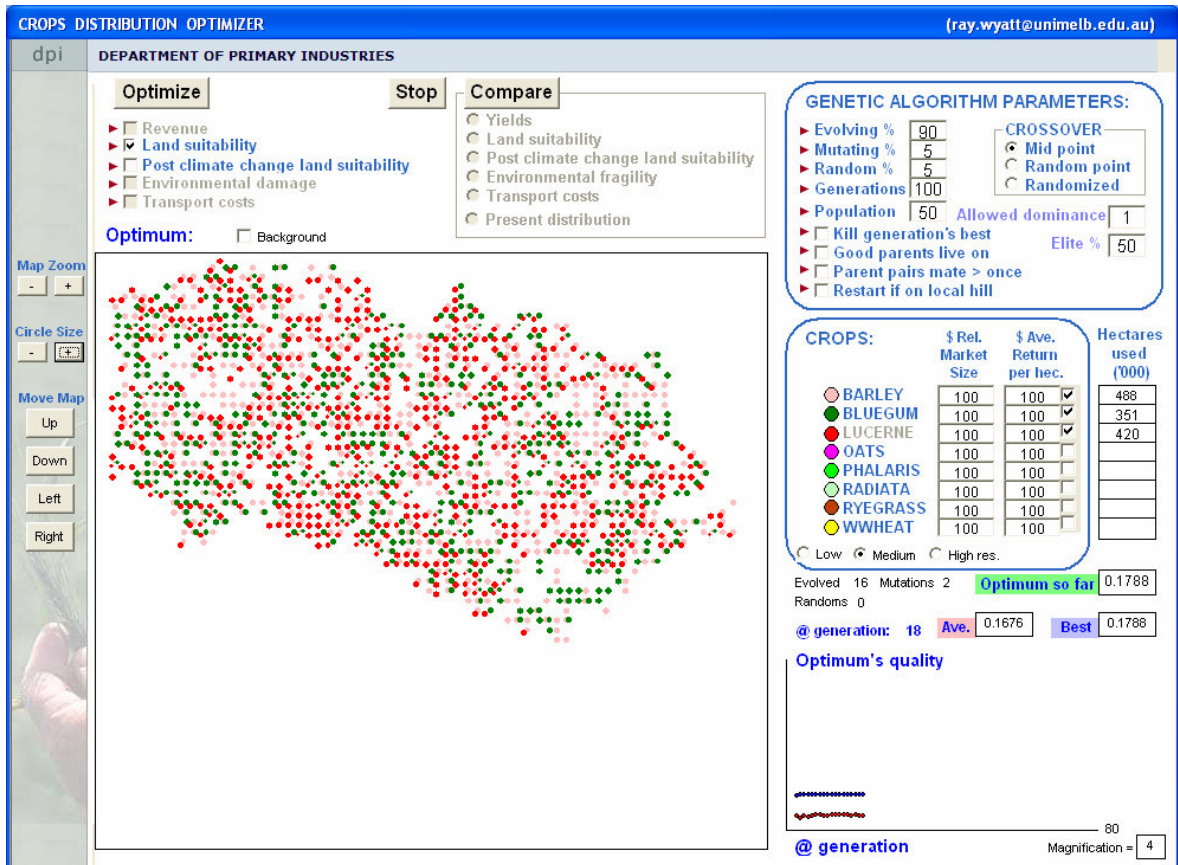 CROPS DISTRIBUTION OPTIMIZER (ray.wyatt@unimelb.edu.au)
dpi DEPARTMENT OF PRIMARY INDUSTRIES
Optimize Stop
Revenue
Land suitability
Post climate change land suitability
Environmental damage
Transport costs
Compare
Yields
Land suitability
Post climate change land suitability
Environmental fragility
Transport costs
Present distribution
Optimum: Background
Map Zoom
- +
Circle Size
- +
Move Map
Up
Down
Left
Right
GENETIC ALGORITHM PARAMETERS:
Evolving % 90
Mutating % 5
Random % 5
Generations 100
Population 50
CROSSOVER
Mid point
Random point
Randomized
Allowed dominance 1
Elite % 50
Kill generation's best
Good parents live on
Parent pairs mate > once
Restart if on local hill
CROPS:
$ Rel. Market Size
$ Ave. Return per hec.
Hectares used ('000)
BARLEY 100 100 488
BLUEGUM 100 100 351
LUCERNE 100 100 420
OATS 100 100
PHALARIS 100 100
RADIATA 100 100
RYEGRASS 100 100
WWHEAT 100 100
Low Medium High res.
Evolved 16 Mutations 2 Optimum so far 0.1788
Randoms 0
@ generation: 18 Ave. 0.1676 Best 0.1788
Optimum's quality
80
@ generation Magnification = 4